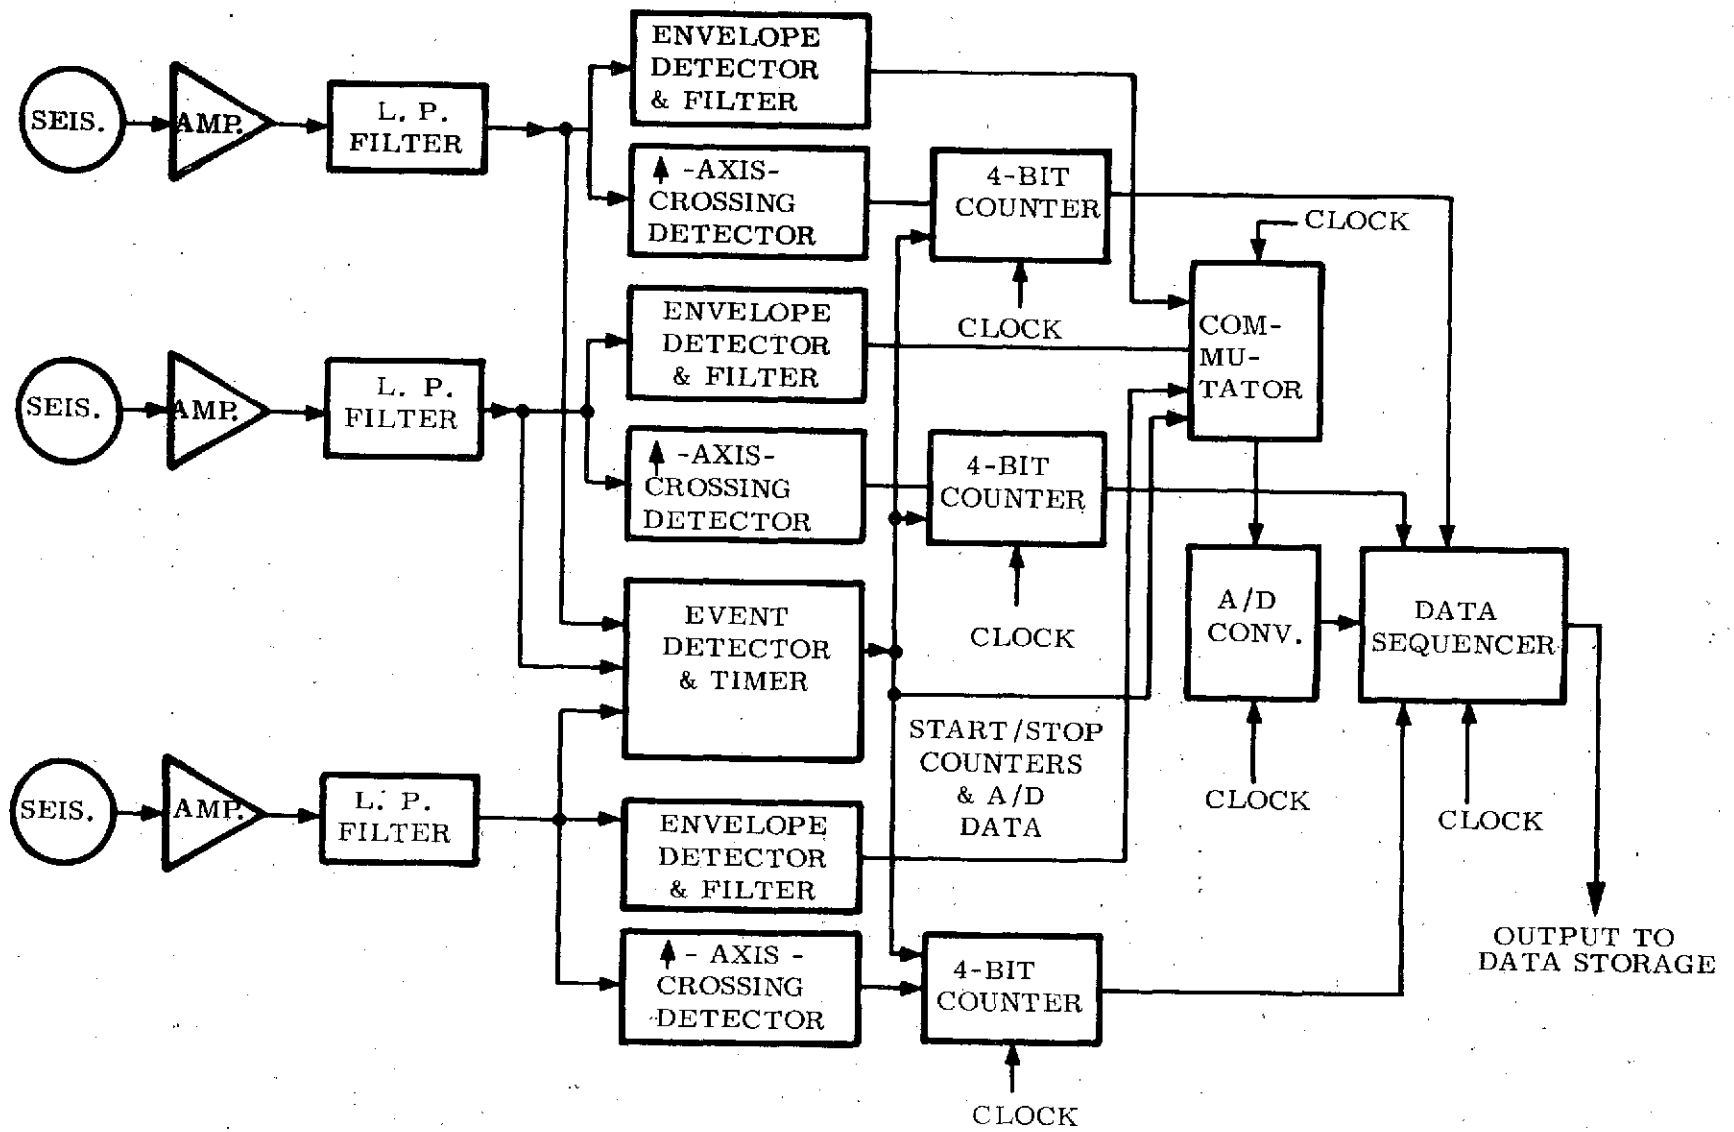 SEIS.
AMP.
L. P.
FILTER
ENVELOPE
DETECTOR
& FILTER
-AXIS-
CROSSING
DETECTOR
4-BIT
COUNTER
CLOCK
CLOCK
COM-
MU-
TATOR
SEIS.
AMP.
L. P.
FILTER
ENVELOPE
DETECTOR
& FILTER
-AXIS-
CROSSING
DETECTOR
4-BIT
COUNTER
CLOCK
EVENT
DETECTOR
& TIMER
A/D
CONV.
CLOCK
DATA
SEQUENCER
CLOCK
START/STOP
COUNTERS
& A/D
DATA
SEIS.
AMP.
L. P.
FILTER
ENVELOPE
DETECTOR
& FILTER
- AXIS -
CROSSING
DETECTOR
4-BIT
COUNTER
CLOCK
OUTPUT TO
DATA STORAGE